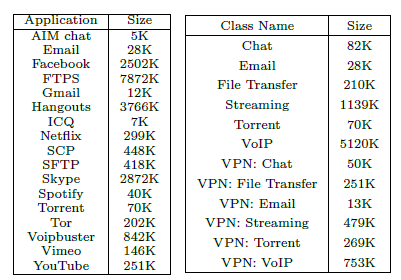 Application Size
AIM chat 5K
Email 28K
Facebook 2502K
FTPS 7872K
Gmail 12K
Hangouts 3766K
ICQ 7K
Netflix 299K
SCP 448K
SFTP 418K
Skype 2872K
Spotify 40K
Torrent 70K
Tor 202K
Voipbuster 842K
Vimeo 146K
YouTube 251K
Class Name Size
Chat 82K
Email 28K
File Transfer 210K
Streaming 1139K
Torrent 70K
VoIP 5120K
VPN: Chat 50K
VPN: File Transfer 251K
VPN: Email 13K
VPN: Streaming 479K
VPN: Torrent 269K
VPN: VoIP 753K